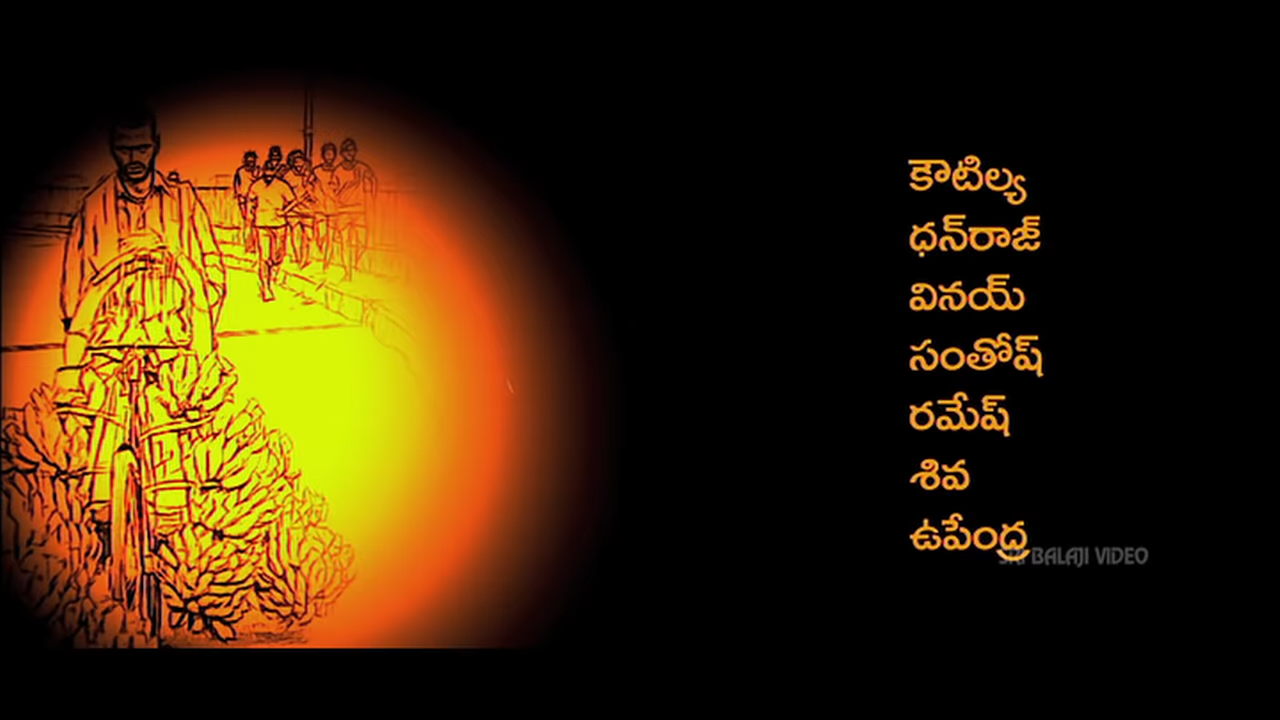 కౌటిల్య
ధన్‌రాజ్
వినయ్
సంతోష్
రమేష్
శివ
ఉపేంద్ర
SRI BALAJI VIDEO